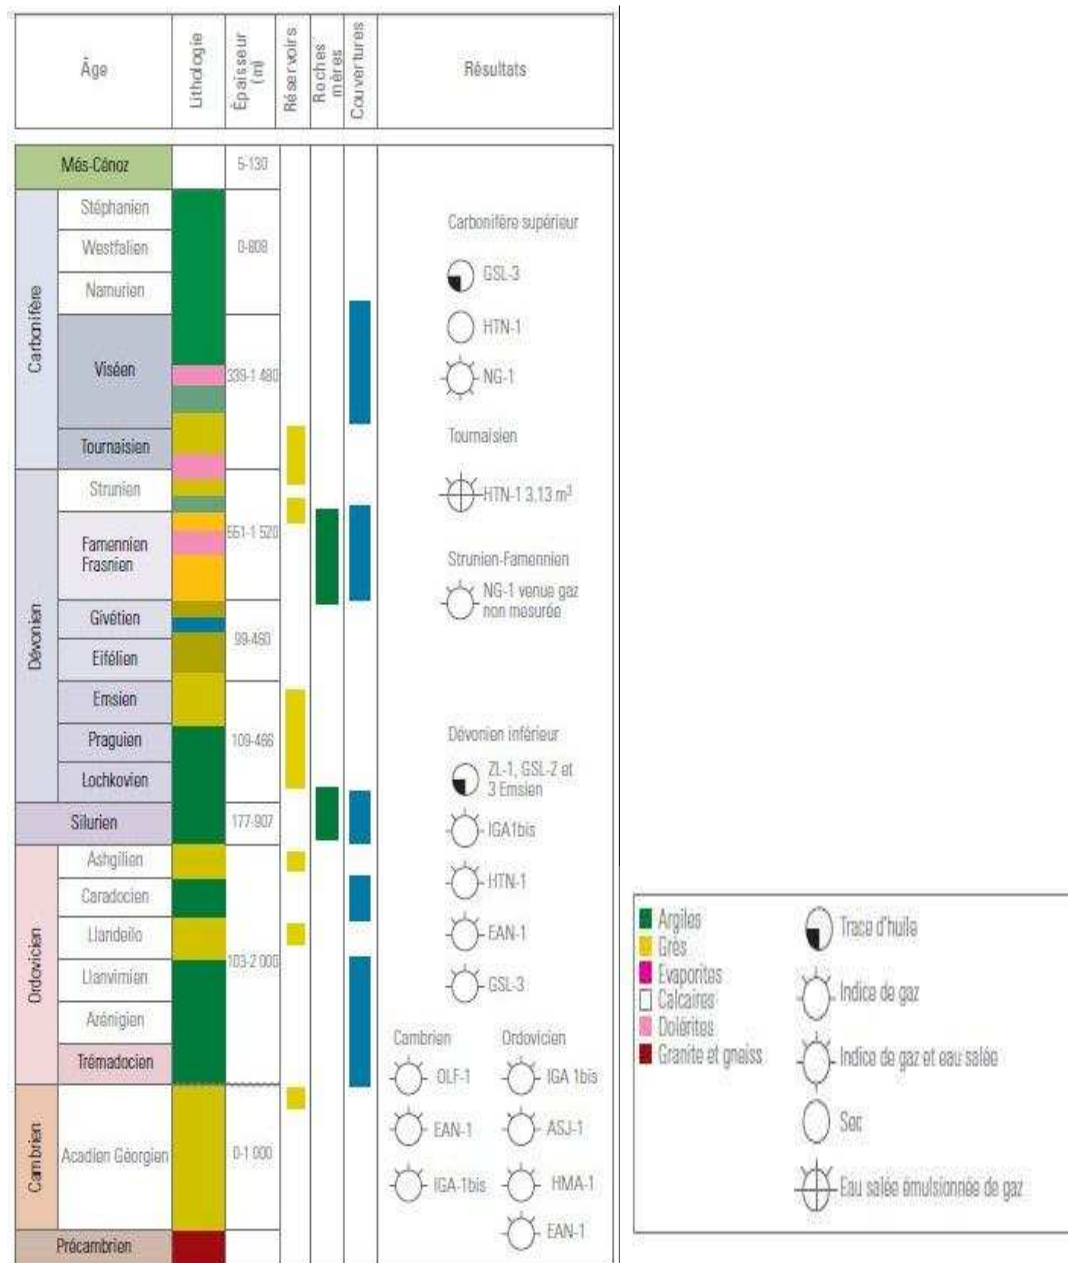 Âge
Lithologie
Épaisseur
(m)
Réservoirs
Roches
mères
Couvertures
Résultats
Més-Cénoz
5-130
Carbonifère
Stéphanien
Westfalien
0-808
Namurien
Viséen
339-1 480
Tournaisien
Dévonien
Strunien
551-1 520
Famennien
Frasnien
Givétien
99-460
Eifélien
Emsien
Praguien
109-466
Lochkovien
Silurien
177-907
Ordovicien
Ashgilien
Caradocien
Llandeilo
103-2 000
Llanvirnien
Arénigien
Trémadocien
Cambrien
Acadien Géorgien
0-1 000
Précambrien
Carbonifère supérieur
GSL-3
HTN-1
NG-1
Tournaisien
HTN-1 3.13 m³
Strunien-Famennien
NG-1 venue gaz
non mesurée
Dévonien inférieur
ZL-1, GSL-2 et
3 Emsien
IGA1bis
HTN-1
EAN-1
GSL-3
Cambrien
Ordovicien
OLF-1
IGA 1bis
EAN-1
ASJ-1
IGA-1bis
HMA-1
EAN-1
Argiles
Grès
Evaporites
Calcaires
Dolérites
Granite et gneiss
Trace d'huile
Indice de gaz
Indice de gaz et eau salée
Sec
Eau salée émulsionnée de gaz